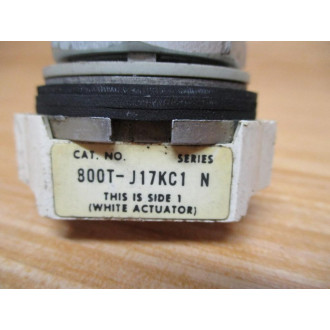 CAT. NO. SERIES
800T-J17KC1 N
THIS IS SIDE 1
(WHITE ACTUATOR)